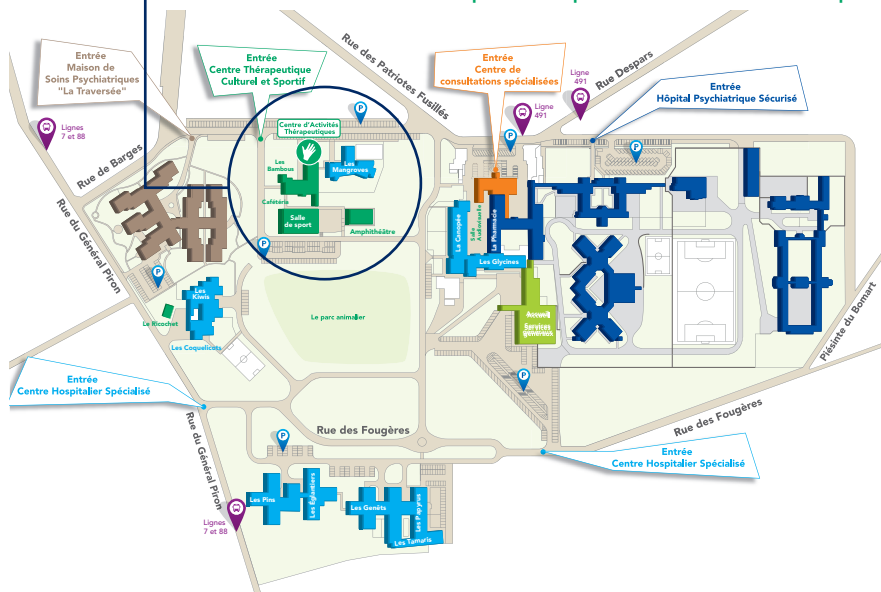 Rue des Patriotes Fusillés
Rue Despars
Entrée
Maison de
Soins Psychiatriques
"La Traversée"
Entrée
Centre Thérapeutique
Culturel et Sportif
Entrée
Centre de
consultations spécialisées
Ligne
491
Entrée
Hôpital Psychiatrique Sécurisé
Ligne
491
P
P
P
Lignes
7 et 88
Centre d'Activités
Thérapeutiques
Rue de Barges
Les
Bambous
Les
Mangroves
Cafétéria
Salle
de sport
Amphithéâtre
La Canopée
Salle
Audiovisuelle
La Pharmacie
Les Glycines
Rue du Général Piron
P
P
Les
Kiwis
Le Ricochet
Les Coquelicots
Le parc animalier
Accueil
Services
généraux
Piésinte du Bomart
P
Entrée
Centre Hospitalier Spécialisé
Rue des Fougères
Rue des Fougères
P
Entrée
Centre Hospitalier Spécialisé
Rue du Général Piron
Lignes
7 et 88
Les Pins
Les Églantiers
Les Genêts
Les Papyrus
Les Tamaris